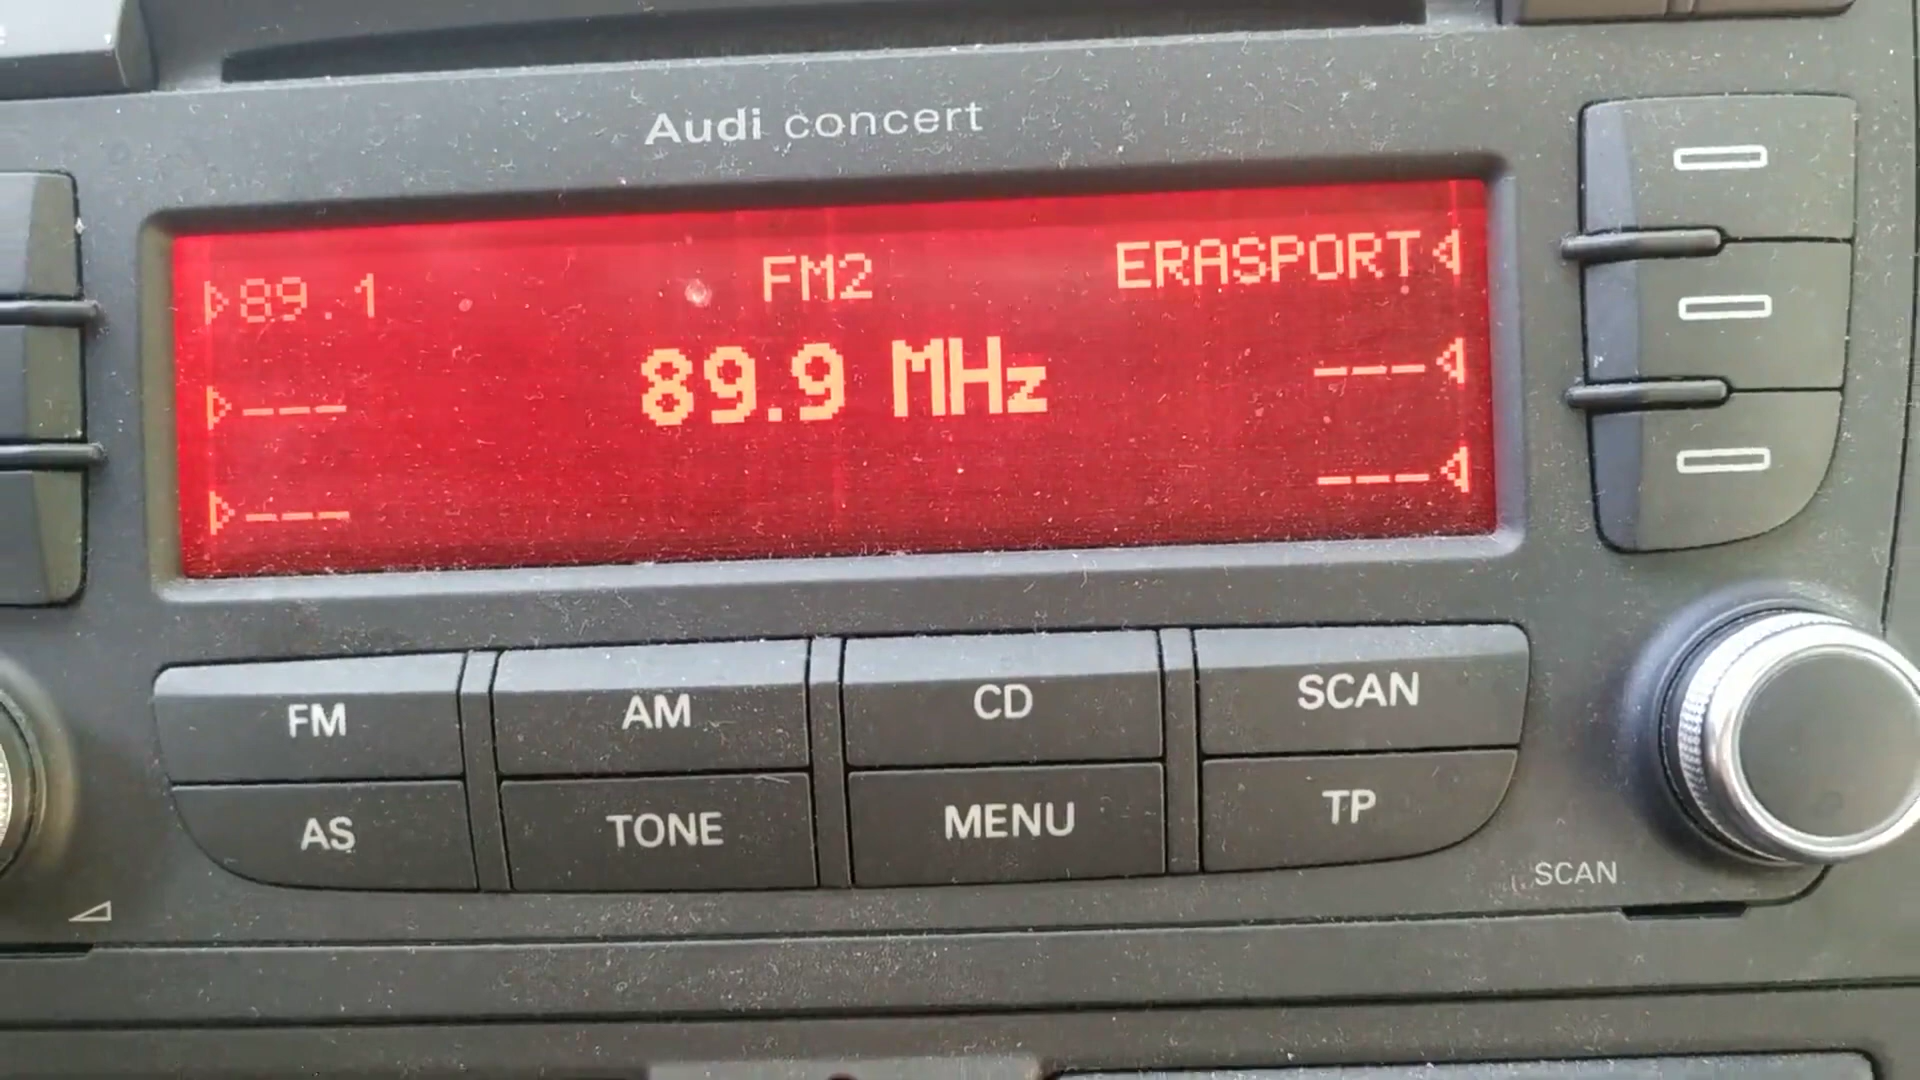 Audi concert
89.1 FM2 ERASPORT
--- 89.9 MHz ---
--- ---
FM AM CD SCAN
AS TONE MENU TP
SCAN